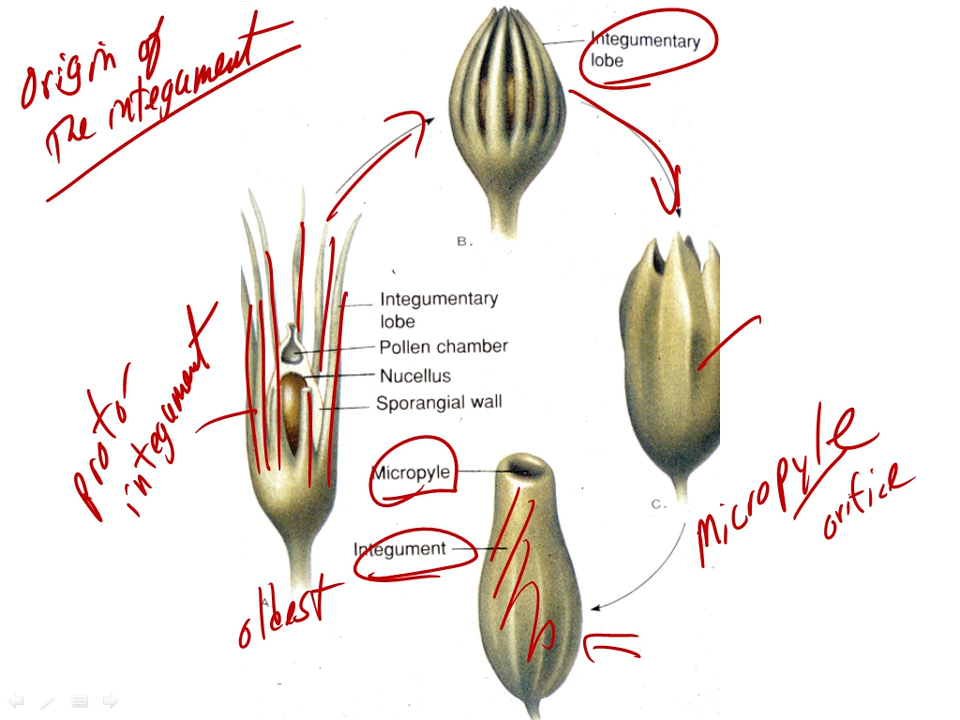 Origin of
The integument
Integumentary
lobe
B.
Integumentary
lobe
Pollen chamber
Nucellus
Sporangial wall
proto
integument
Micropyle
C.
Micropyle
orifice
Integument
A.
oldest